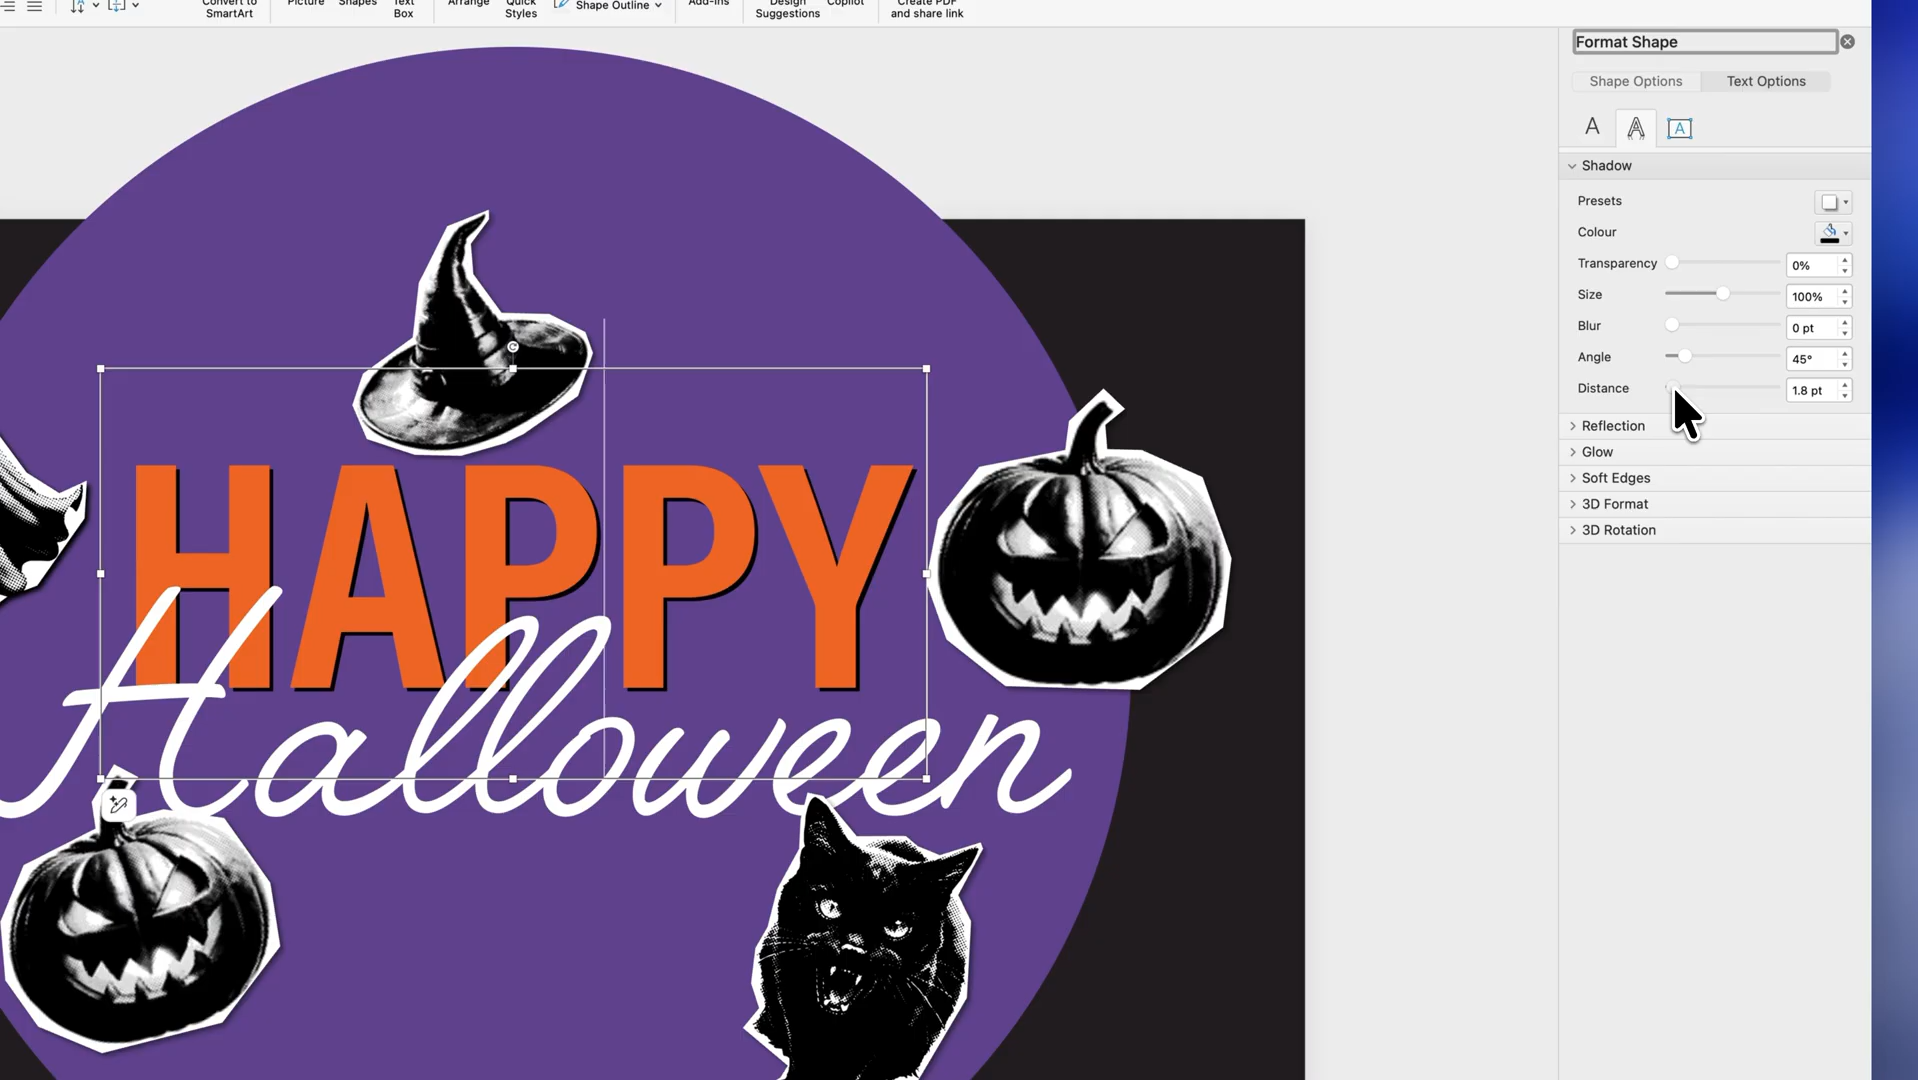 Convert to
SmartArt
Picture
Shapes
Text
Box
Arrange
Quick
Styles
Shape Outline
Add-ins
Design
Suggestions
Copilot
Create PDF
and share link
Format Shape
Shape Options
Text Options
A
A
A
Shadow
Presets
Colour
Transparency
0%
Size
100%
Blur
0 pt
Angle
45°
Distance
1.8 pt
Reflection
Glow
Soft Edges
3D Format
3D Rotation
HAPPY
Halloween